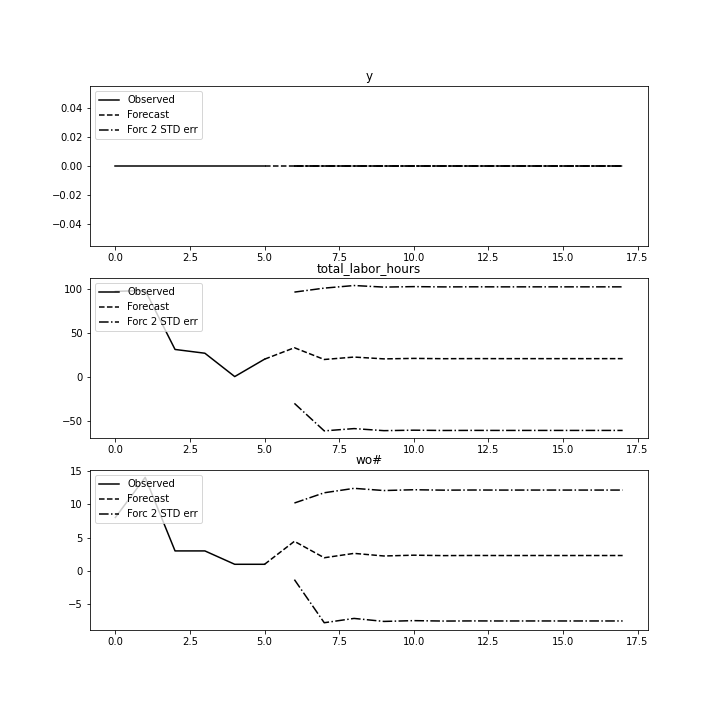 y
Observed
Forecast
Forc 2 STD err
0.04
0.02
0.00
−0.02
−0.04
0.0 2.5 5.0 7.5 10.0 12.5 15.0 17.5
total_labor_hours
Observed
Forecast
Forc 2 STD err
100
50
0
−50
0.0 2.5 5.0 7.5 10.0 12.5 15.0 17.5
wo#
Observed
Forecast
Forc 2 STD err
15
10
5
0
−5
0.0 2.5 5.0 7.5 10.0 12.5 15.0 17.5